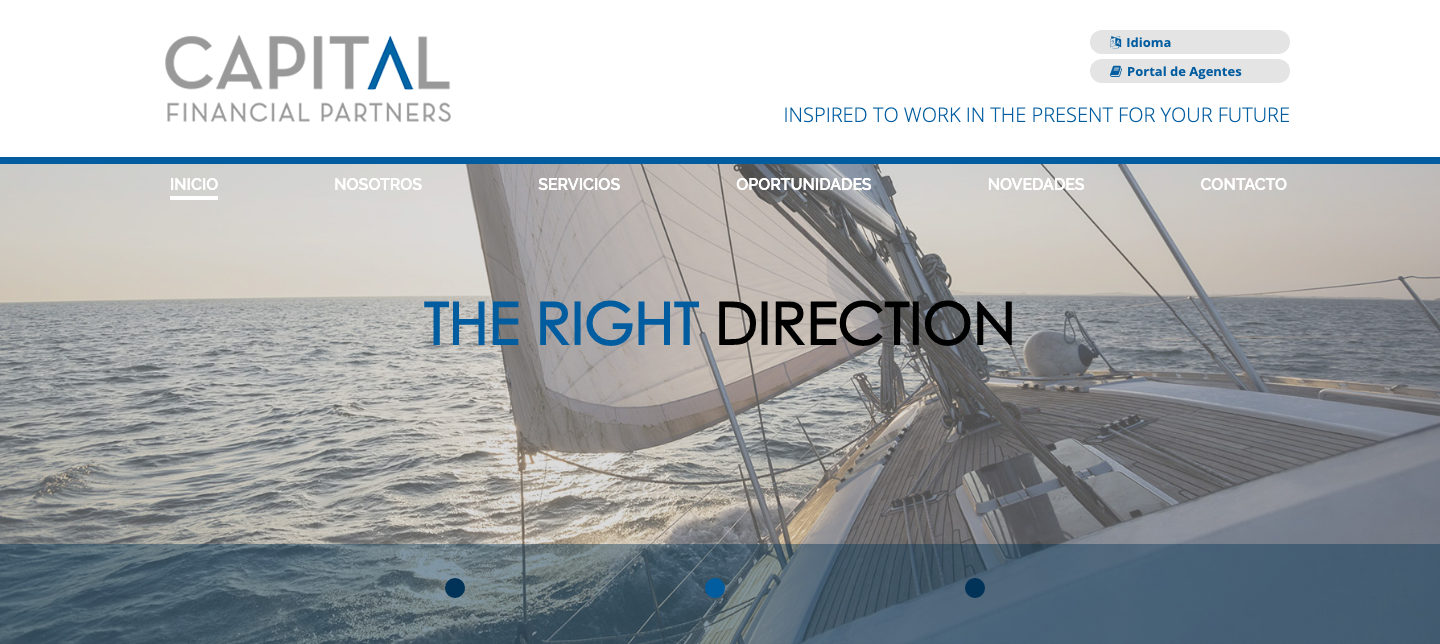 CAPITAL
FINANCIAL PARTNERS
Idioma
Portal de Agentes
INSPIRED TO WORK IN THE PRESENT FOR YOUR FUTURE
INICIO NOSOTROS SERVICIOS OPORTUNIDADES NOVEDADES CONTACTO
THE RIGHT DIRECTION